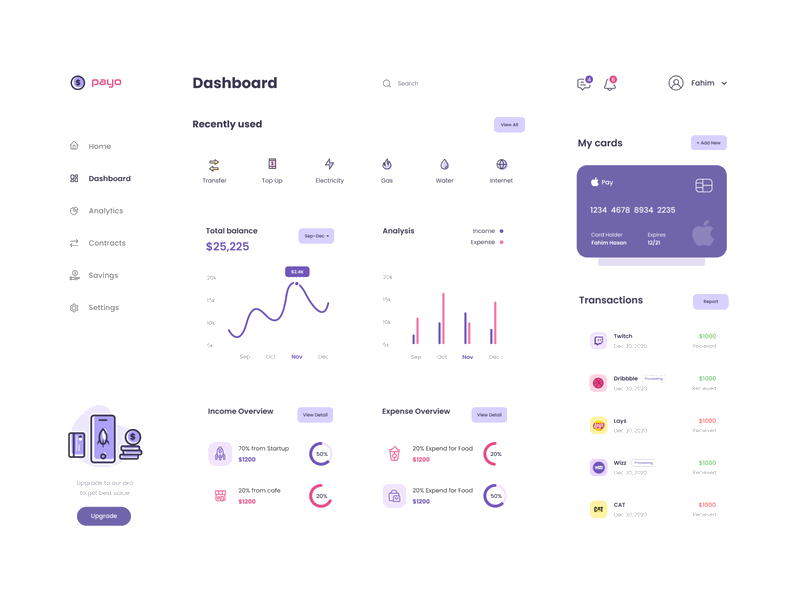 payo
Dashboard
Search
4
6
Fahim
Home
Dashboard
Analytics
Contracts
Savings
Settings
Upgrade to our pro
to get best value
Upgrade
Recently used
View All
Transfer
Top Up
Electricity
Gas
Water
Internet
Total balance
$25,225
Sep-Dec
$2.4K
20k
15k
10k
5k
Sep Oct Nov Dec
Analysis
Income
Expense
20k
15k
10k
5k
Sep Oct Nov Dec
Income Overview
View Detail
70% from Startup
$1200
50%
20% from cafe
$1200
20%
Expense Overview
View Detail
20% Expend for Food
$1200
20%
20% Expend for Food
$1200
50%
My cards
+ Add New
Pay
1234 4678 8934 2235
Card Holder
Fahim Hasan
Expires
12/21
Transactions
Report
Twitch
Dec 30, 2020
$1000
Recieved
Dribbble
Processing
Dec 30, 2020
$1000
Recieved
Lays
Dec 30, 2020
$1000
Recieved
Wizz
Processing
Dec 30, 2020
$1000
Recieved
CAT
Dec 30, 2020
$1000
Recieved